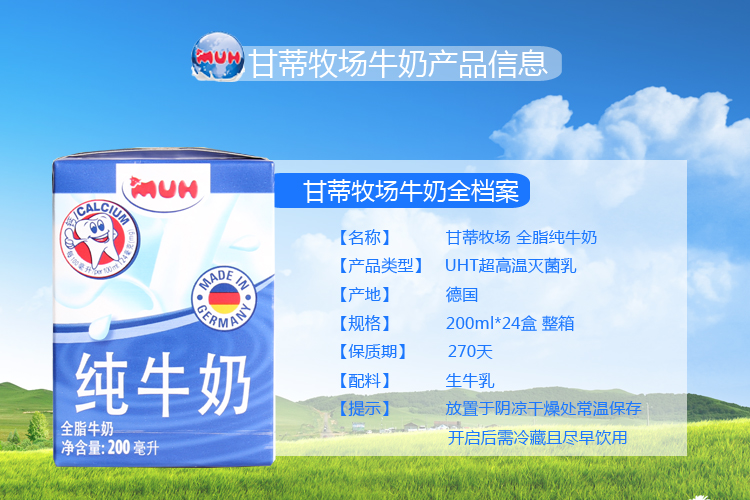 MUH
甘蒂牧场牛奶产品信息
甘蒂牧场牛奶全档案
【名称】 甘蒂牧场 全脂纯牛奶
【产品类型】 UHT超高温灭菌乳
【产地】 德国
【规格】 200ml*24盒 整箱
【保质期】 270天
【配料】 生牛乳
【提示】 放置于阴凉干燥处常温保存
开启后需冷藏且尽早饮用
MUH
钙/CALCIUM
MADE IN
GERMANY
纯牛奶
全脂牛奶
净含量: 200 毫升